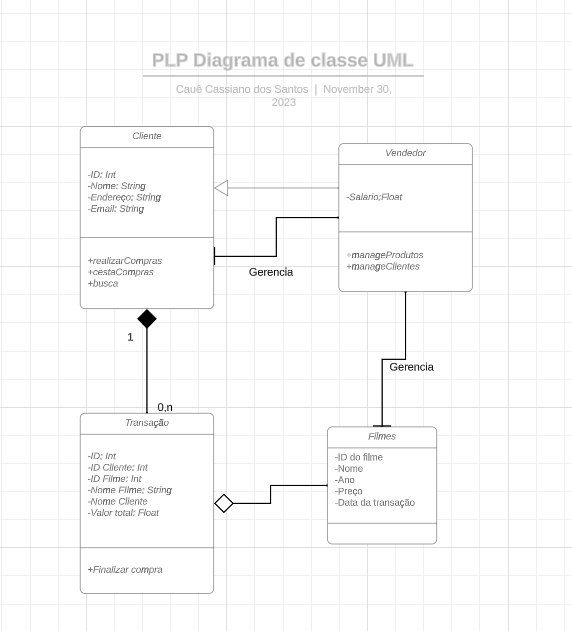 PLP Diagrama de classe UML
Cauê Cassiano dos Santos | November 30,
2023
Cliente
-ID: Int
-Nome: String
-Endereço: String
-Email: String
+realizarCompras
+cestaCompras
+busca
Vendedor
-Salario;Float
+manageProdutos
+manageClientes
Gerencia
Gerencia
1
0,n
Transação
-ID; Int
-ID Cliente: Int
-ID Filme: Int
-Nome FIlme; String
-Nome Cliente
-Valor total: Float
+Finalizar compra
Filmes
-ID do filme
-Nome
-Ano
-Preço
-Data da transação